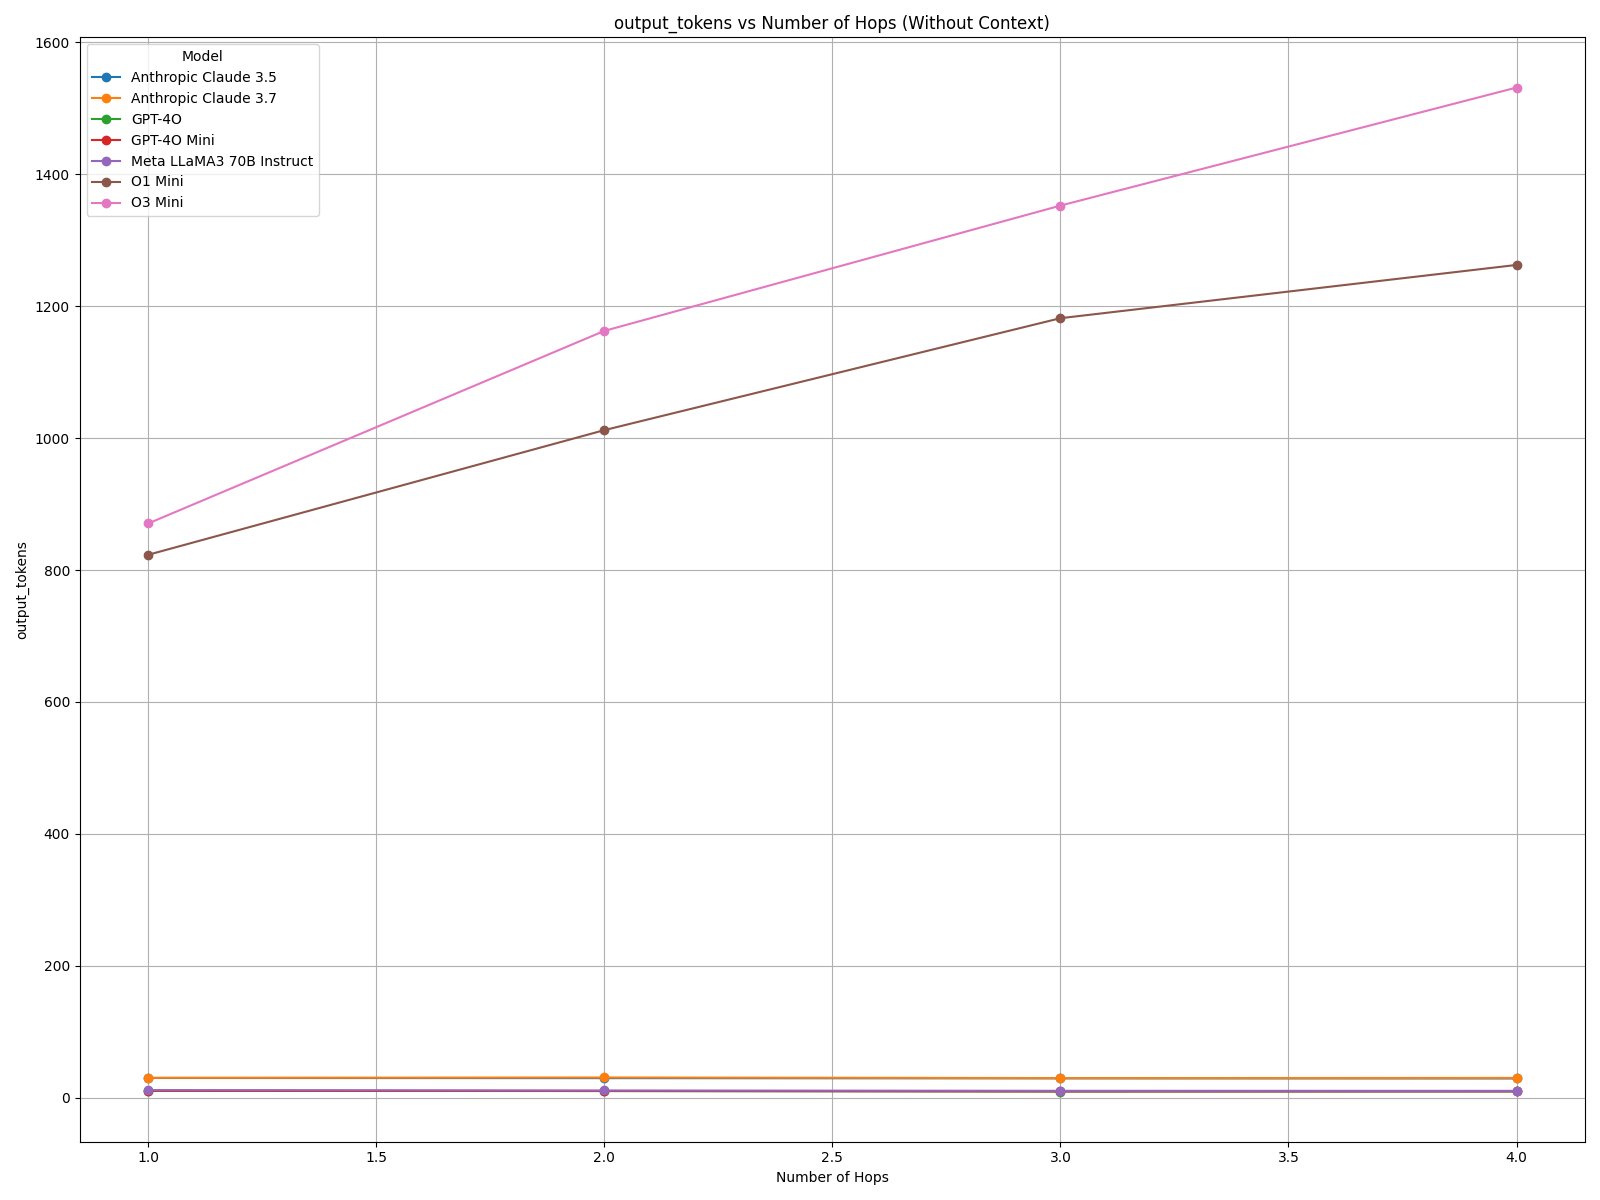 output_tokens vs Number of Hops (Without Context)
Model
Anthropic Claude 3.5
Anthropic Claude 3.7
GPT-4O
GPT-4O Mini
Meta LLaMA3 70B Instruct
O1 Mini
O3 Mini
1600
1400
1200
1000
800
600
400
200
0
output_tokens
1.0 1.5 2.0 2.5 3.0 3.5 4.0
Number of Hops